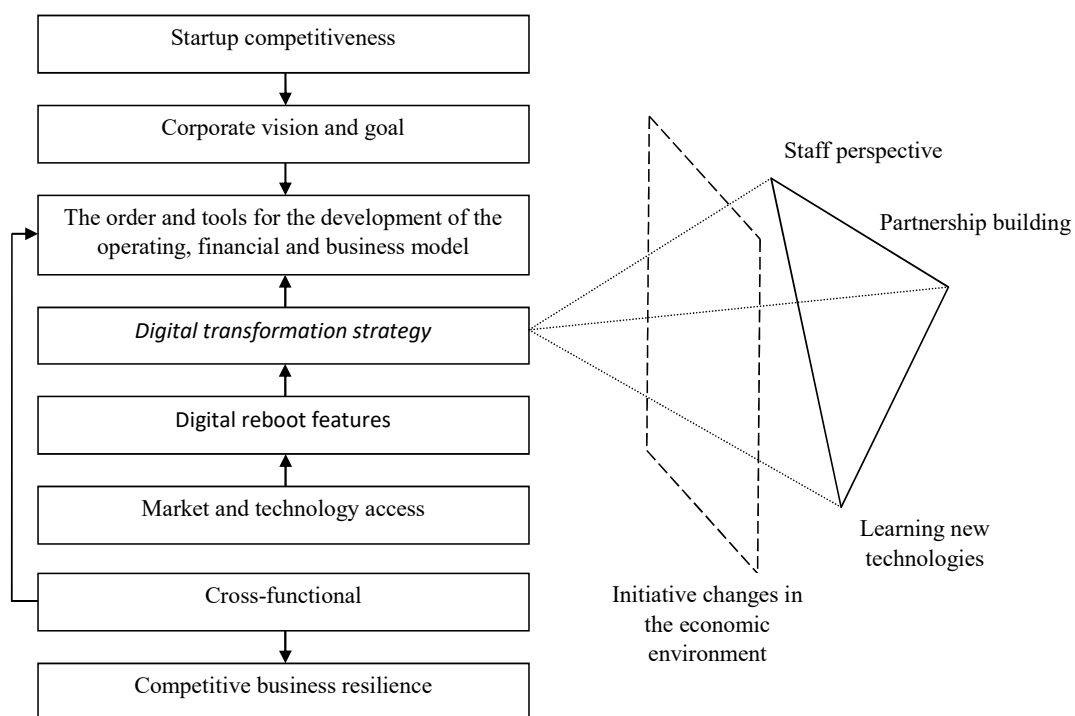 Startup competitiveness
Corporate vision and goal
The order and tools for the development of the
operating, financial and business model
Digital transformation strategy
Digital reboot features
Market and technology access
Cross-functional
Competitive business resilience
Staff perspective
Partnership building
Learning new
technologies
Initiative changes in
the economic
environment